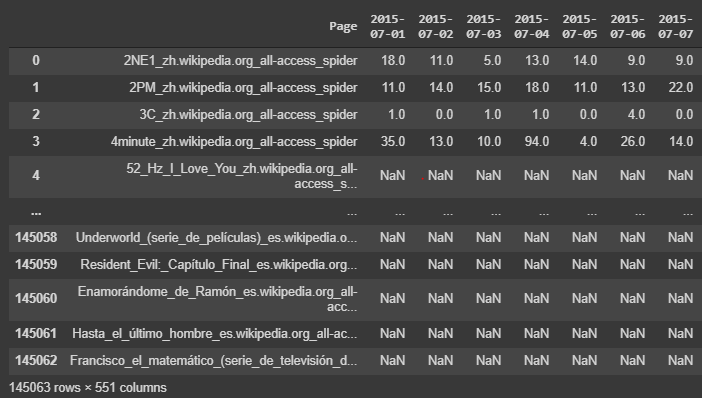 Page 2015-07-01 2015-07-02 2015-07-03 2015-07-04 2015-07-05 2015-07-06 2015-07-07
0 2NE1_zh.wikipedia.org_all-access_spider 18.0 11.0 5.0 13.0 14.0 9.0 9.0
1 2PM_zh.wikipedia.org_all-access_spider 11.0 14.0 15.0 18.0 11.0 13.0 22.0
2 3C_zh.wikipedia.org_all-access_spider 1.0 0.0 1.0 1.0 0.0 4.0 0.0
3 4minute_zh.wikipedia.org_all-access_spider 35.0 13.0 10.0 94.0 4.0 26.0 14.0
4 52_Hz_I_Love_You_zh.wikipedia.org_all-access_s... NaN NaN NaN NaN NaN NaN NaN
... ... ... ... ... ... ... ... ...
145058 Underworld_(serie_de_películas)_es.wikipedia.o... NaN NaN NaN NaN NaN NaN NaN
145059 Resident_Evil:_Capítulo_Final_es.wikipedia.org... NaN NaN NaN NaN NaN NaN NaN
145060 Enamorándome_de_Ramón_es.wikipedia.org_all-acc... NaN NaN NaN NaN NaN NaN NaN
145061 Hasta_el_último_hombre_es.wikipedia.org_all-ac... NaN NaN NaN NaN NaN NaN NaN
145062 Francisco_el_matemático_(serie_de_televisión_d... NaN NaN NaN NaN NaN NaN NaN
145063 rows × 551 columns